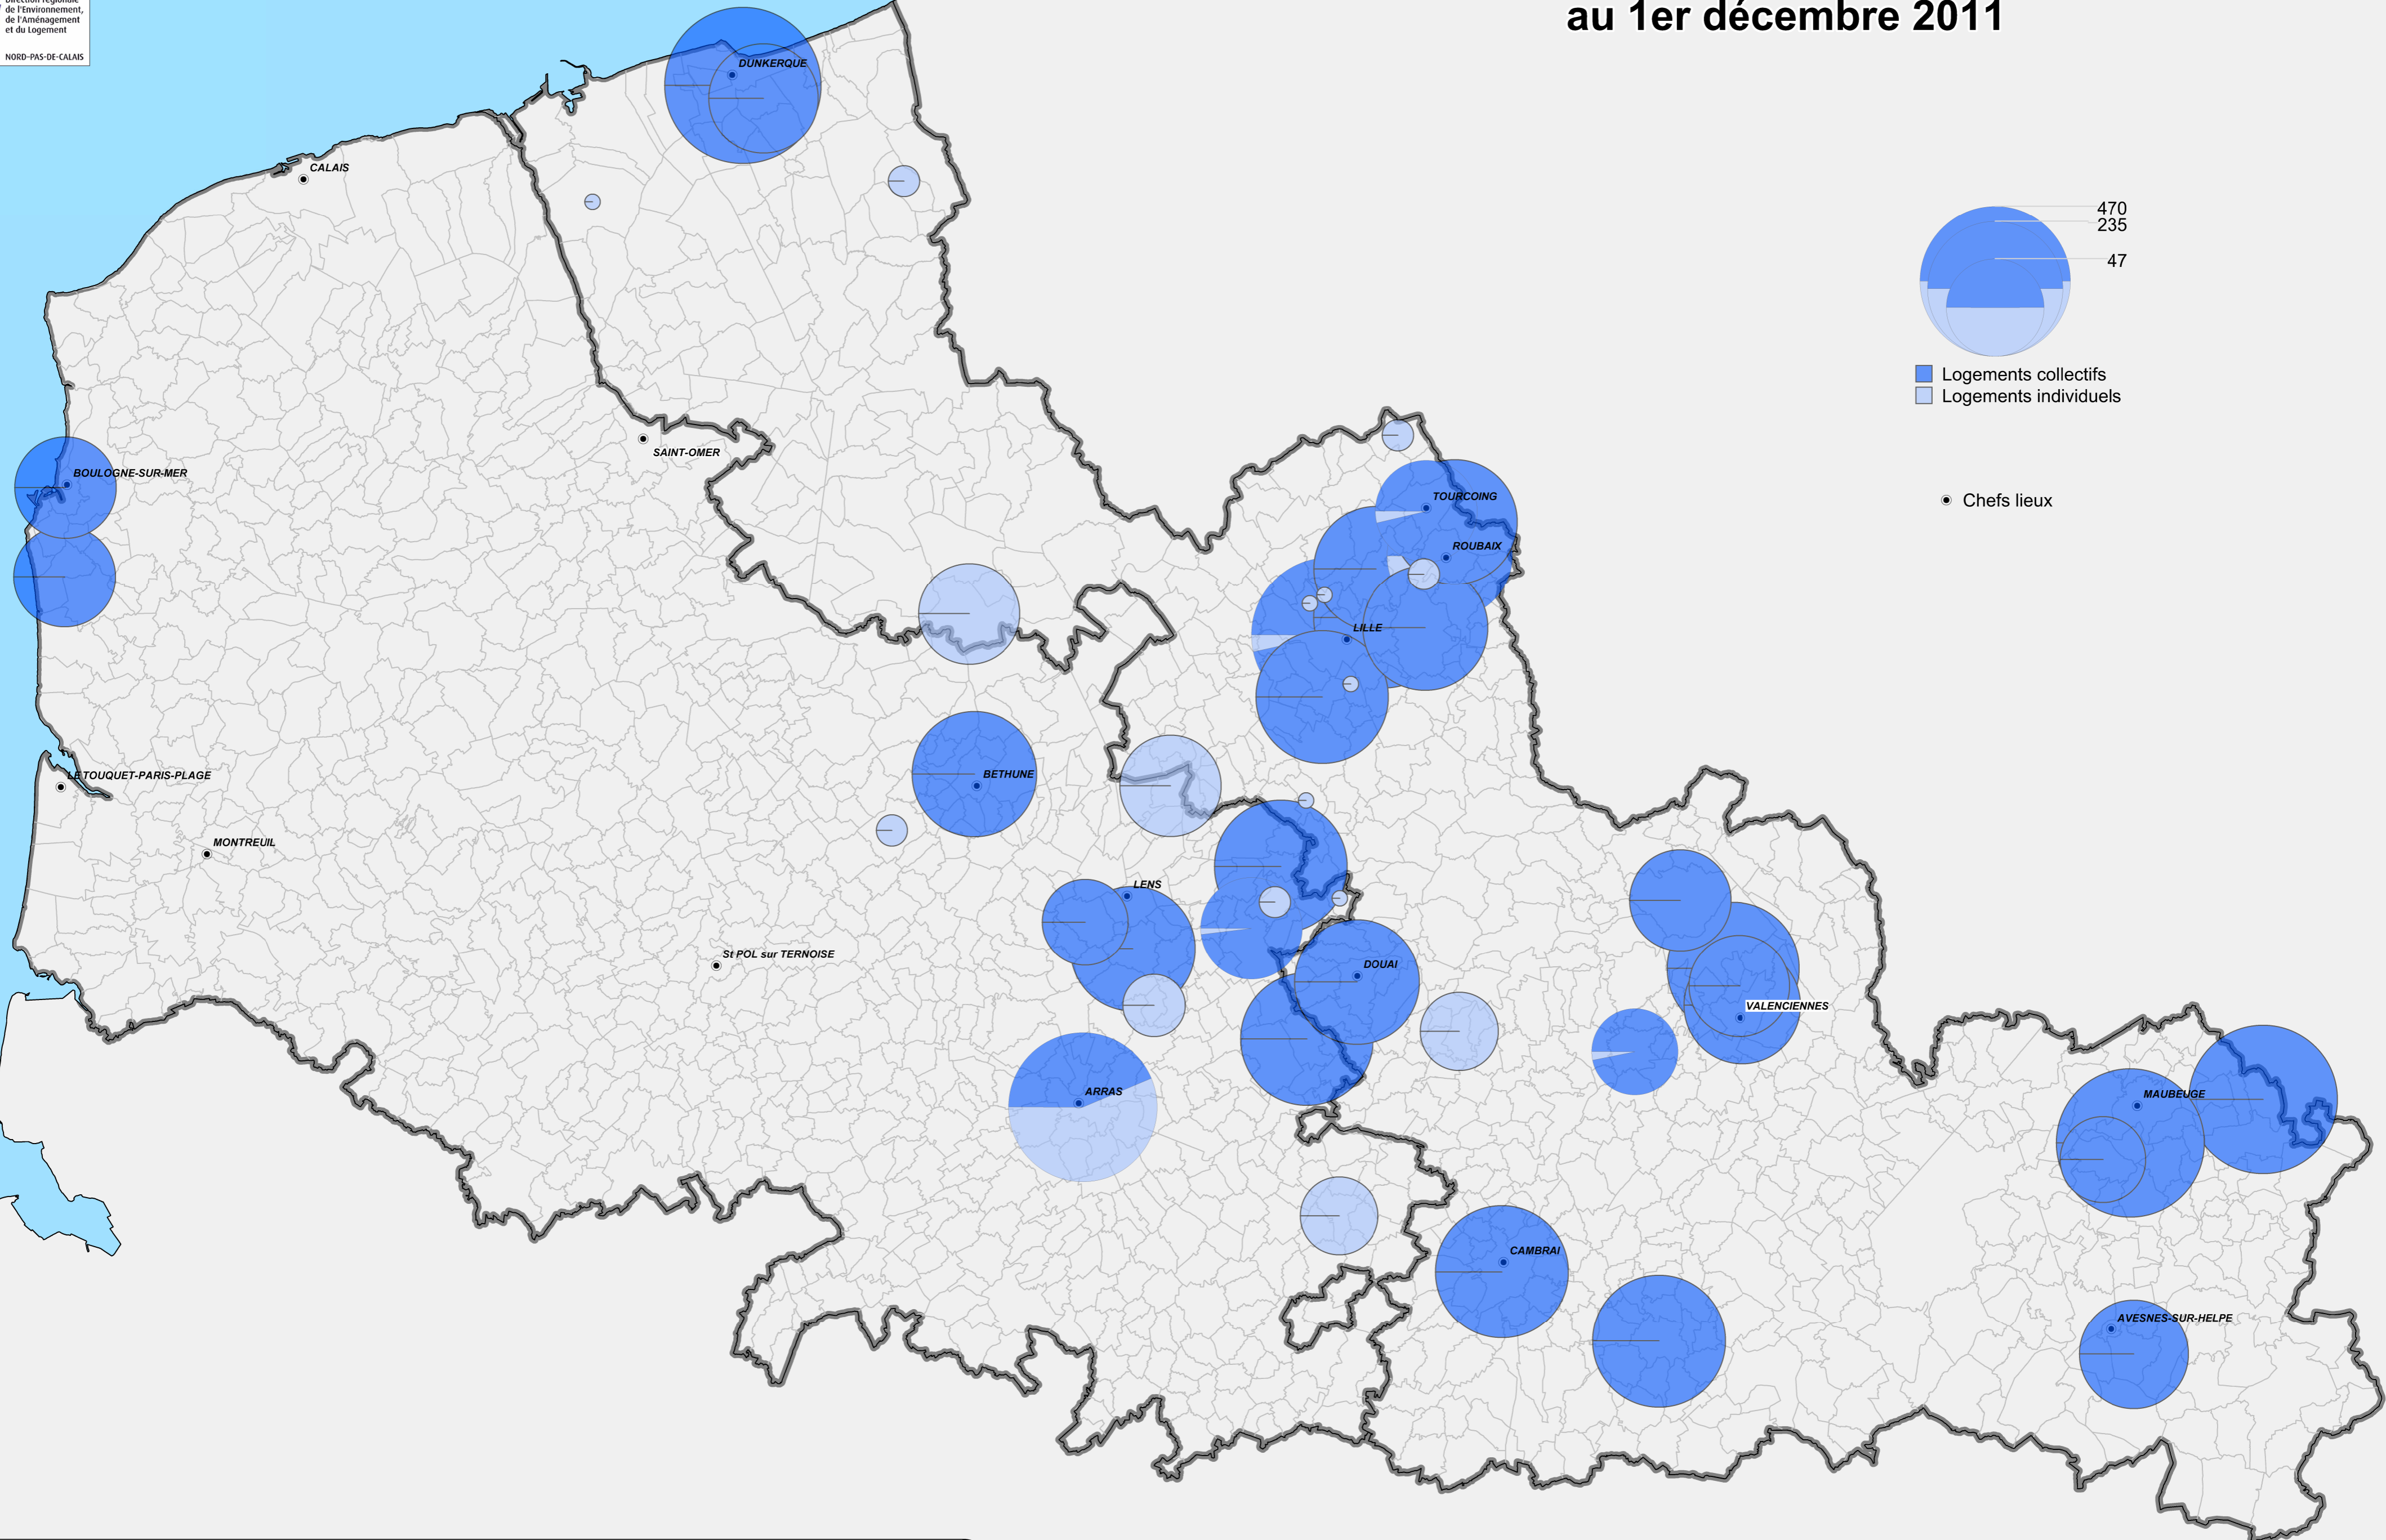 Direction régionale
de l'Environnement,
de l'Aménagement
et du Logement
NORD-PAS-DE-CALAIS
au 1er décembre 2011
DUNKERQUE
CALAIS
470
235
47
Logements collectifs
Logements individuels
SAINT-OMER
BOULOGNE-SUR-MER
TOURCOING
Chefs lieux
ROUBAIX
LILLE
BETHUNE
LE TOUQUET-PARIS-PLAGE
MONTREUIL
LENS
St POL sur TERNOISE
DOUAI
VALENCIENNES
ARRAS
MAUBEUGE
CAMBRAI
AVESNES-SUR-HELPE